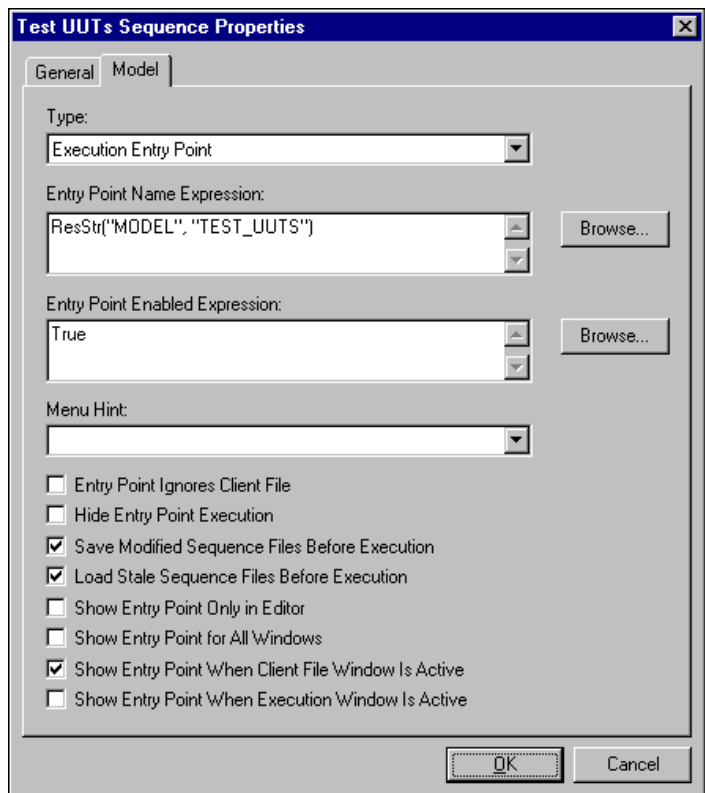 Test UUTs Sequence Properties
General Model
Type:
Execution Entry Point
Entry Point Name Expression:
ResStr("MODEL", "TEST_UUTS")
Browse...
Entry Point Enabled Expression:
True
Browse...
Menu Hint:
Entry Point Ignores Client File
Hide Entry Point Execution
Save Modified Sequence Files Before Execution
Load Stale Sequence Files Before Execution
Show Entry Point Only in Editor
Show Entry Point for All Windows
Show Entry Point When Client File Window Is Active
Show Entry Point When Execution Window Is Active
OK Cancel